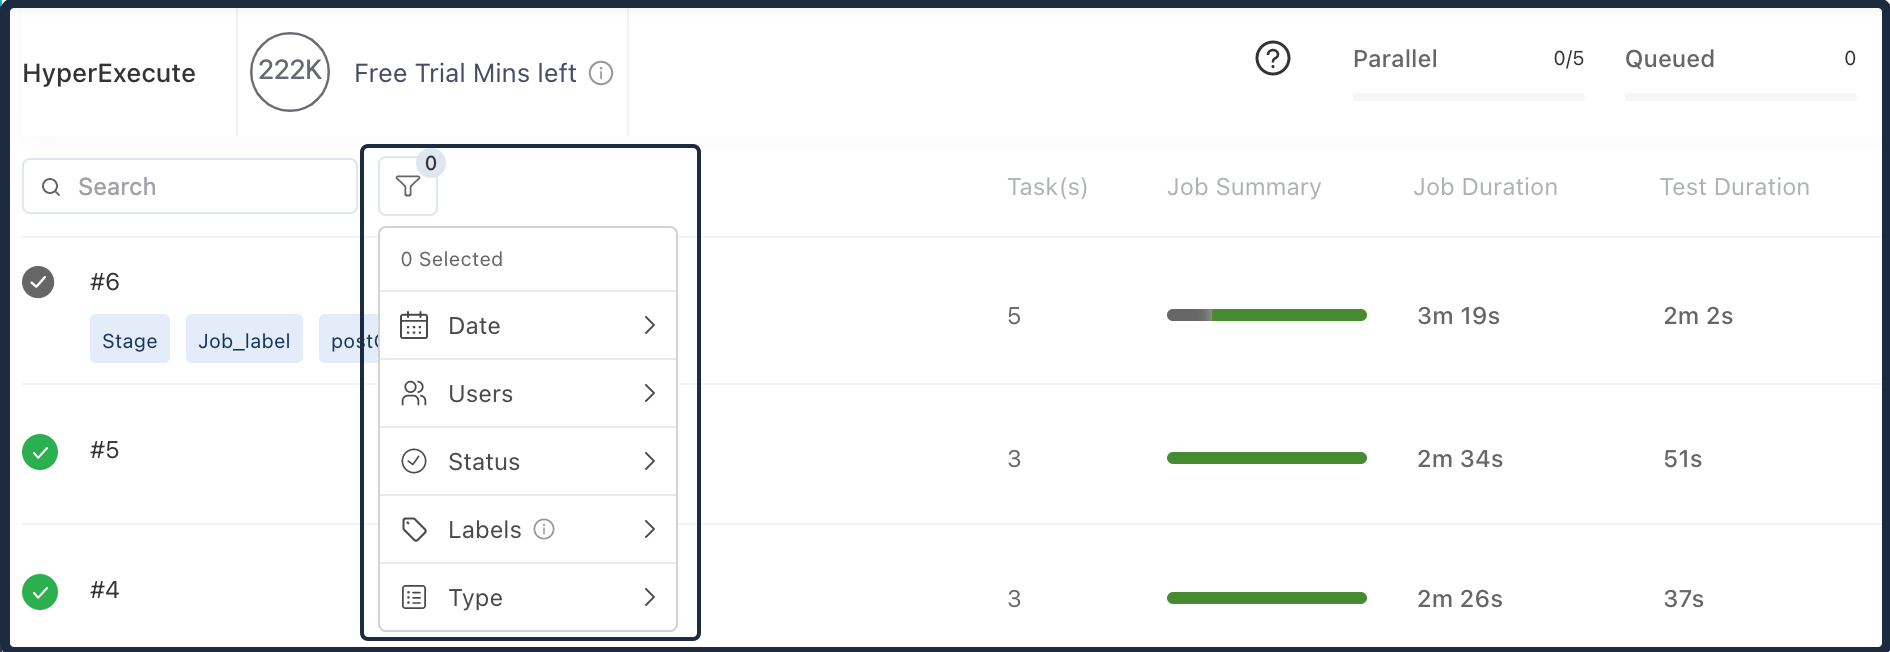 HyperExecute
222K
Free Trial Mins left
Parallel 0/5
Queued 0
Search
0
Task(s)
Job Summary
Job Duration
Test Duration
0 Selected
Date
Users
Status
Labels
Type
#6
Stage
Job_label
5
3m 19s
2m 2s
#5
3
2m 34s
51s
#4
3
2m 26s
37s